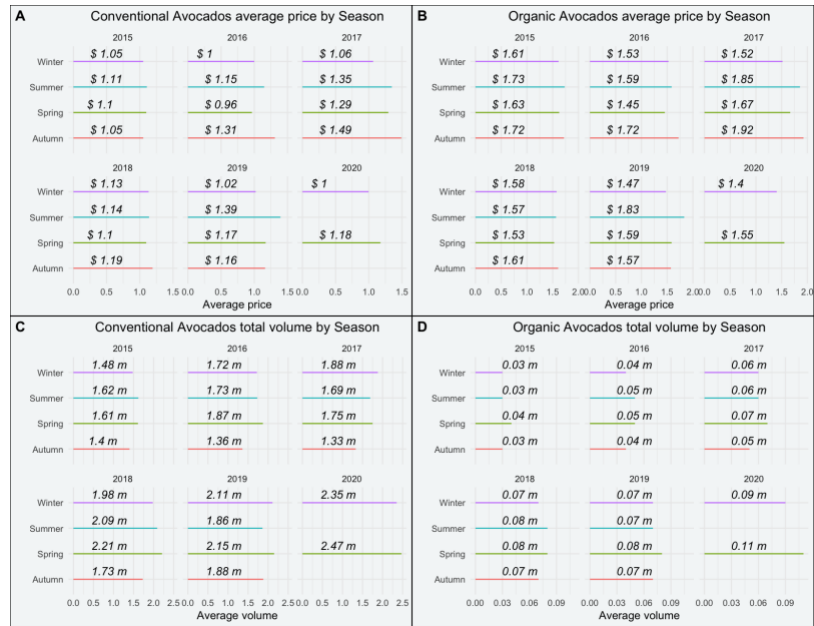 A Conventional Avocados average price by Season
2015 2016 2017
Winter $ 1.05 $ 1 $ 1.06
Summer $ 1.11 $ 1.15 $ 1.35
Spring $ 1.1 $ 0.96 $ 1.29
Autumn $ 1.05 $ 1.31 $ 1.49
2018 2019 2020
Winter $ 1.13 $ 1.02 $ 1
Summer $ 1.14 $ 1.39
Spring $ 1.1 $ 1.17 $ 1.18
Autumn $ 1.19 $ 1.16
0.0 0.5 1.0 1.5 0.0 0.5 1.0 1.5 0.0 0.5 1.0 1.5
Average price
B Organic Avocados average price by Season
2015 2016 2017
Winter $ 1.61 $ 1.53 $ 1.52
Summer $ 1.73 $ 1.59 $ 1.85
Spring $ 1.63 $ 1.45 $ 1.67
Autumn $ 1.72 $ 1.72 $ 1.92
2018 2019 2020
Winter $ 1.58 $ 1.47 $ 1.4
Summer $ 1.57 $ 1.83
Spring $ 1.53 $ 1.59 $ 1.55
Autumn $ 1.61 $ 1.57
0.0 0.5 1.0 1.5 2.0 0.0 0.5 1.0 1.5 2.0 0.0 0.5 1.0 1.5 2.0
Average price
C Conventional Avocados total volume by Season
2015 2016 2017
Winter 1.48 m 1.72 m 1.88 m
Summer 1.62 m 1.73 m 1.69 m
Spring 1.61 m 1.87 m 1.75 m
Autumn 1.4 m 1.36 m 1.33 m
2018 2019 2020
Winter 1.98 m 2.11 m 2.35 m
Summer 2.09 m 1.86 m
Spring 2.21 m 2.15 m 2.47 m
Autumn 1.73 m 1.88 m
0.0 0.5 1.0 1.5 2.0 2.5 0.0 0.5 1.0 1.5 2.0 2.5 0.0 0.5 1.0 1.5 2.0 2.5
Average volume
D Organic Avocados total volume by Season
2015 2016 2017
Winter 0.03 m 0.04 m 0.06 m
Summer 0.03 m 0.05 m 0.06 m
Spring 0.04 m 0.05 m 0.07 m
Autumn 0.03 m 0.04 m 0.05 m
2018 2019 2020
Winter 0.07 m 0.07 m 0.09 m
Summer 0.08 m 0.07 m
Spring 0.08 m 0.08 m 0.11 m
Autumn 0.07 m 0.07 m
0.00 0.03 0.06 0.09 0.00 0.03 0.06 0.09 0.00 0.03 0.06 0.09
Average volume